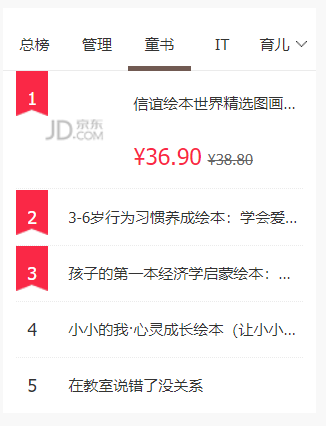 总榜 管理 童书 IT 育儿
1
信谊绘本世界精选图画...
JD.京东
.COM
¥36.90 ¥38.80
2 3-6岁行为习惯养成绘本：学会爱...
3 孩子的第一本经济学启蒙绘本：...
4 小小的我·心灵成长绘本（让小小...
5 在教室说错了没关系